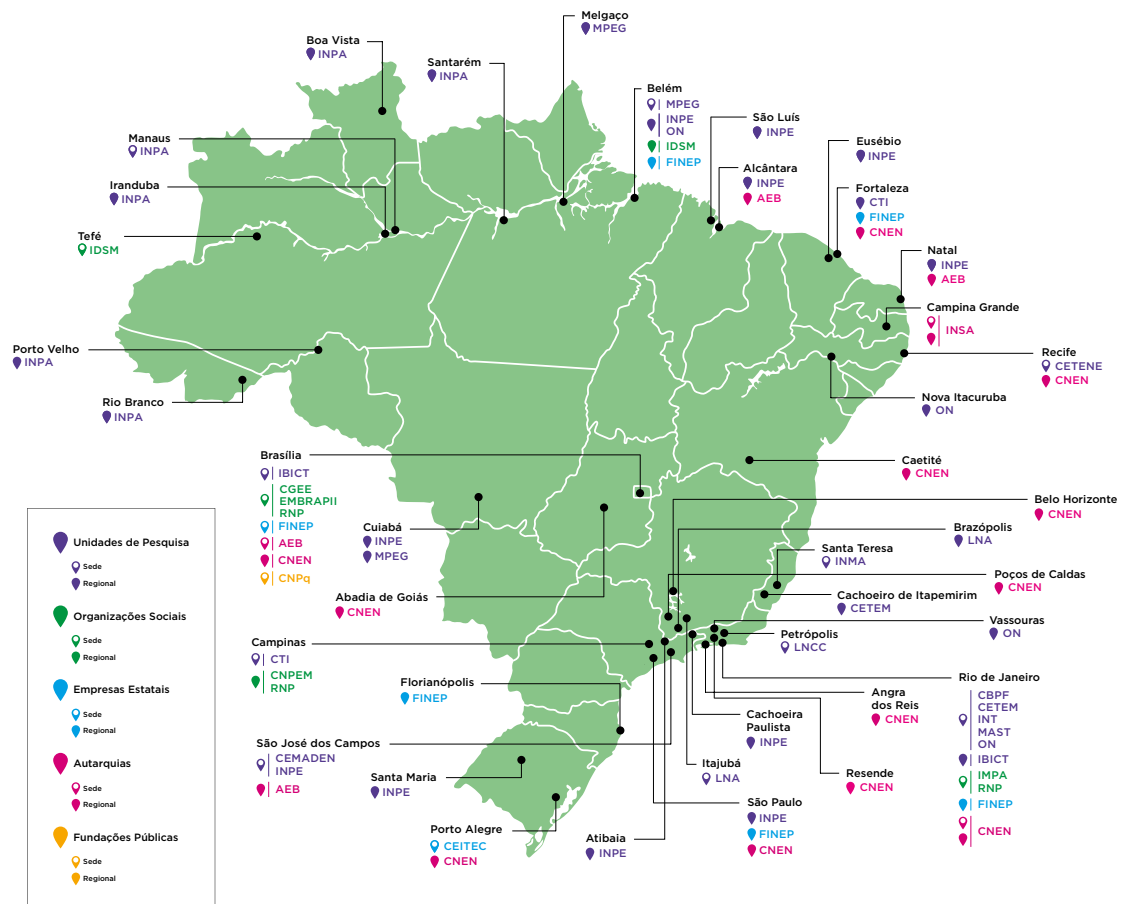 Melgaço
MPEG
Boa Vista
INPA
Santarém
INPA
Belém
MPEG
INPE
ON
IDSM
FINEP
São Luís
INPE
Eusébio
INPE
Manaus
INPA
Alcântara
INPE
AEB
Iranduba
INPA
Fortaleza
CTI
FINEP
CNEN
Tefé
IDSM
Natal
INPE
AEB
Campina Grande
INSA
Porto Velho
INPA
Recife
CETENE
CNEN
Rio Branco
INPA
Nova Itacuruba
ON
Brasília
IBICT
CGEE
EMBRAPII
RNP
FINEP
AEB
CNEN
CNPq
Caetité
CNEN
Belo Horizonte
CNEN
Cuiabá
INPE
MPEG
Brazópolis
LNA
Santa Teresa
INMA
Poços de Caldas
CNEN
Abadia de Goiás
CNEN
Cachoeiro de Itapemirim
CETEM
Vassouras
ON
Petrópolis
LNCC
Campinas
CTI
CNPEM
RNP
Florianópolis
FINEP
Rio de Janeiro
CBPF
CETEM
INT
MAST
ON
IBICT
IMPA
RNP
FINEP
CNEN
Angra
dos Reis
CNEN
Cachoeira
Paulista
INPE
São José dos Campos
CEMADEN
INPE
AEB
Itajubá
LNA
Santa Maria
INPE
Resende
CNEN
São Paulo
INPE
FINEP
CNEN
Porto Alegre
CEITEC
CNEN
Atibaia
INPE
Unidades de Pesquisa
Sede
Regional
Organizações Sociais
Sede
Regional
Empresas Estatais
Sede
Regional
Autarquias
Sede
Regional
Fundações Públicas
Sede
Regional